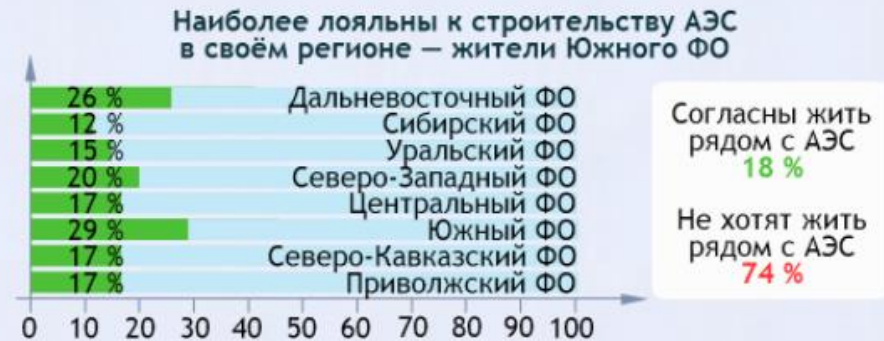 Наиболее лояльны к строительству АЭС
в своём регионе — жители Южного ФО
26 % Дальневосточный ФО
12 % Сибирский ФО
15 % Уральский ФО
20 % Северо-Западный ФО
17 % Центральный ФО
29 % Южный ФО
17 % Северо-Кавказский ФО
17 % Приволжский ФО
0 10 20 30 40 50 60 70 80 90 100
Согласны жить
рядом с АЭС
18 %
Не хотят жить
рядом с АЭС
74 %